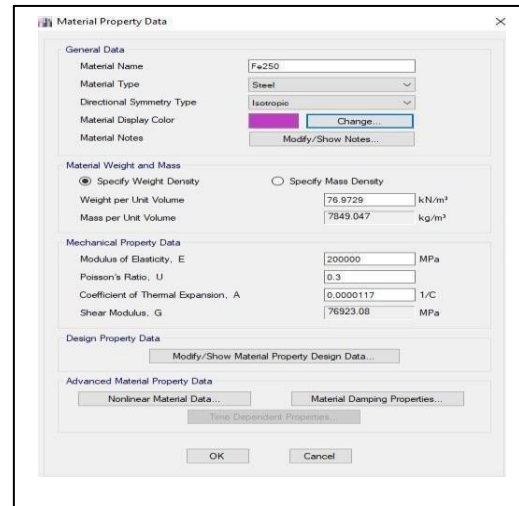 Material Property Data
General Data
Material Name Fe250
Material Type Steel
Directional Symmetry Type Isotropic
Material Display Color Change...
Material Notes Modify/Show Notes...
Material Weight and Mass
Specify Weight Density Specify Mass Density
Weight per Unit Volume 76.9729 kN/m³
Mass per Unit Volume 7849.047 kg/m³
Mechanical Property Data
Modulus of Elasticity, E 200000 MPa
Poisson's Ratio, U 0.3
Coefficient of Thermal Expansion, A 0.0000117 1/C
Shear Modulus, G 76923.08 MPa
Design Property Data
Modify/Show Material Property Design Data...
Advanced Material Property Data
Nonlinear Material Data... Material Damping Properties...
Time Dependent Properties...
OK Cancel